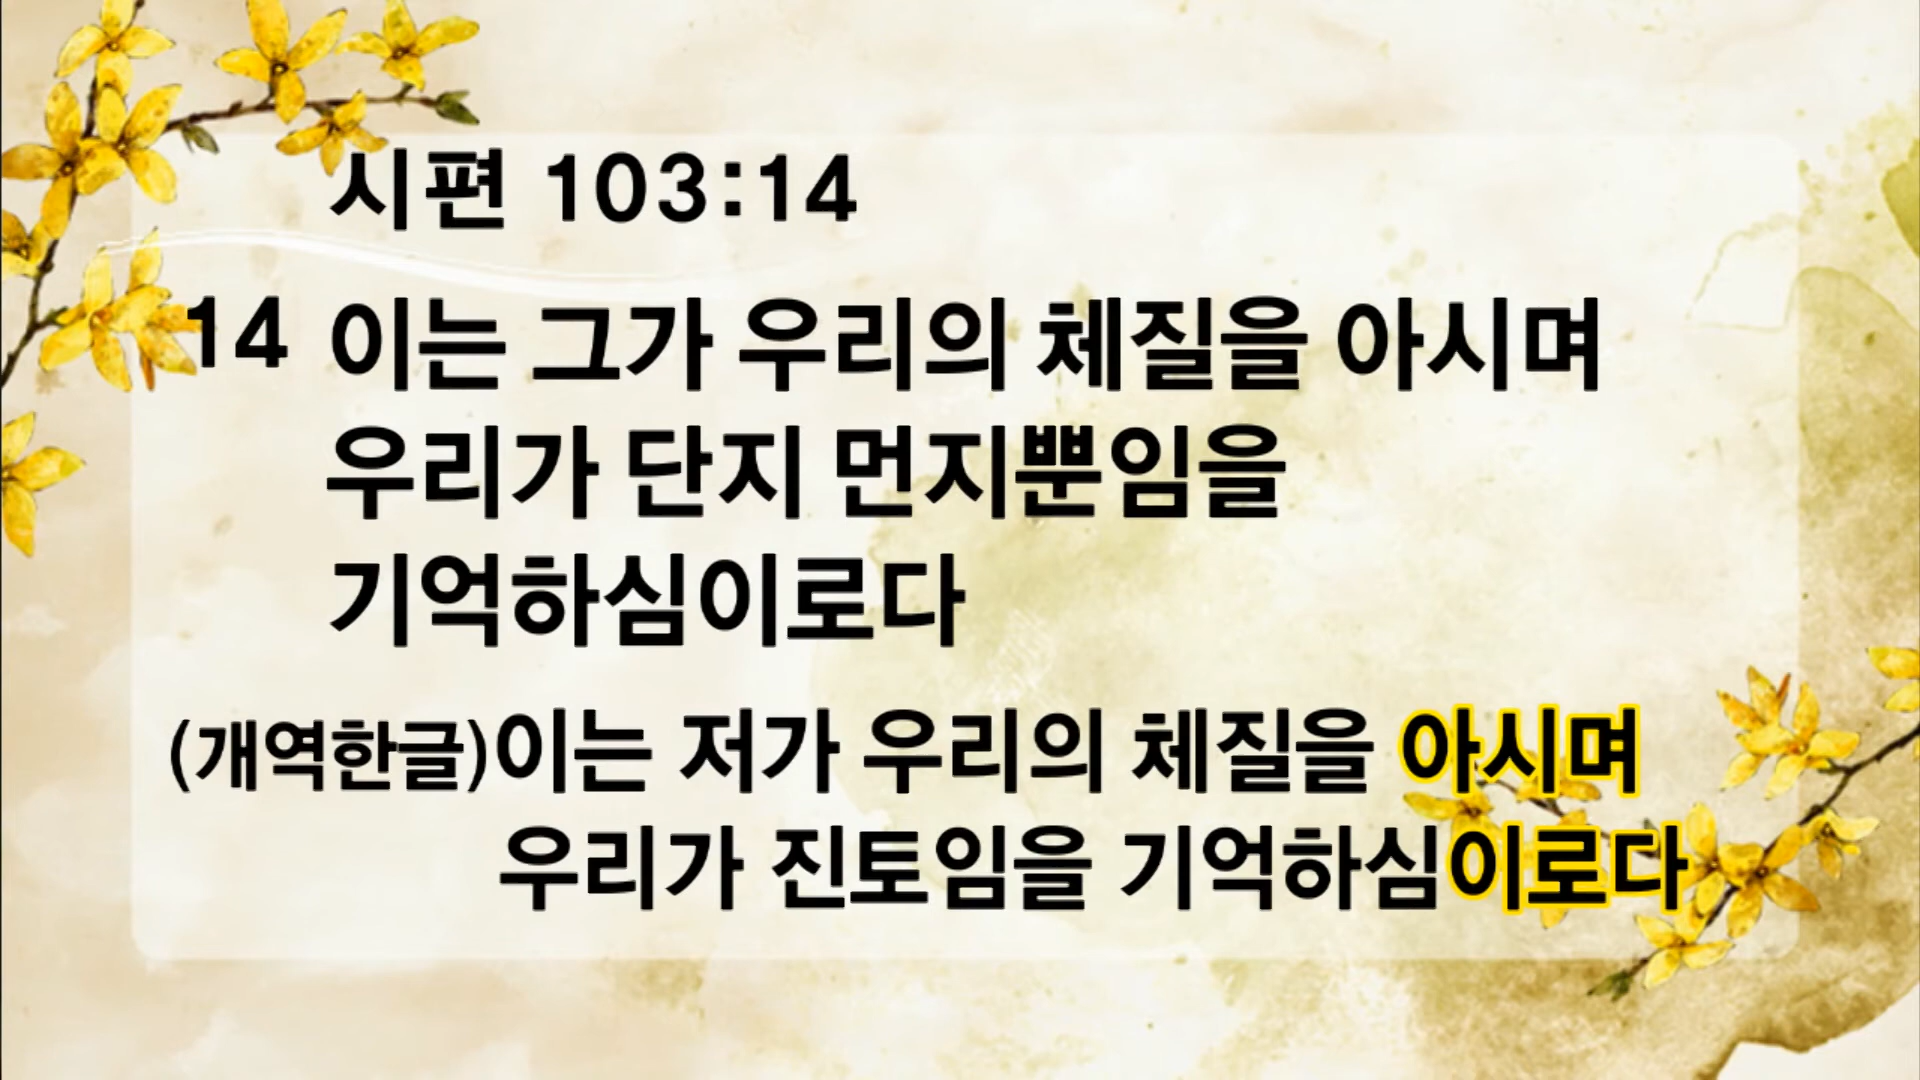 시편 103:14
14 이는 그가 우리의 체질을 아시며
우리가 단지 먼지뿐임을
기억하심이로다
(개역한글)이는 저가 우리의 체질을 아시며
우리가 진토임을 기억하심이로다